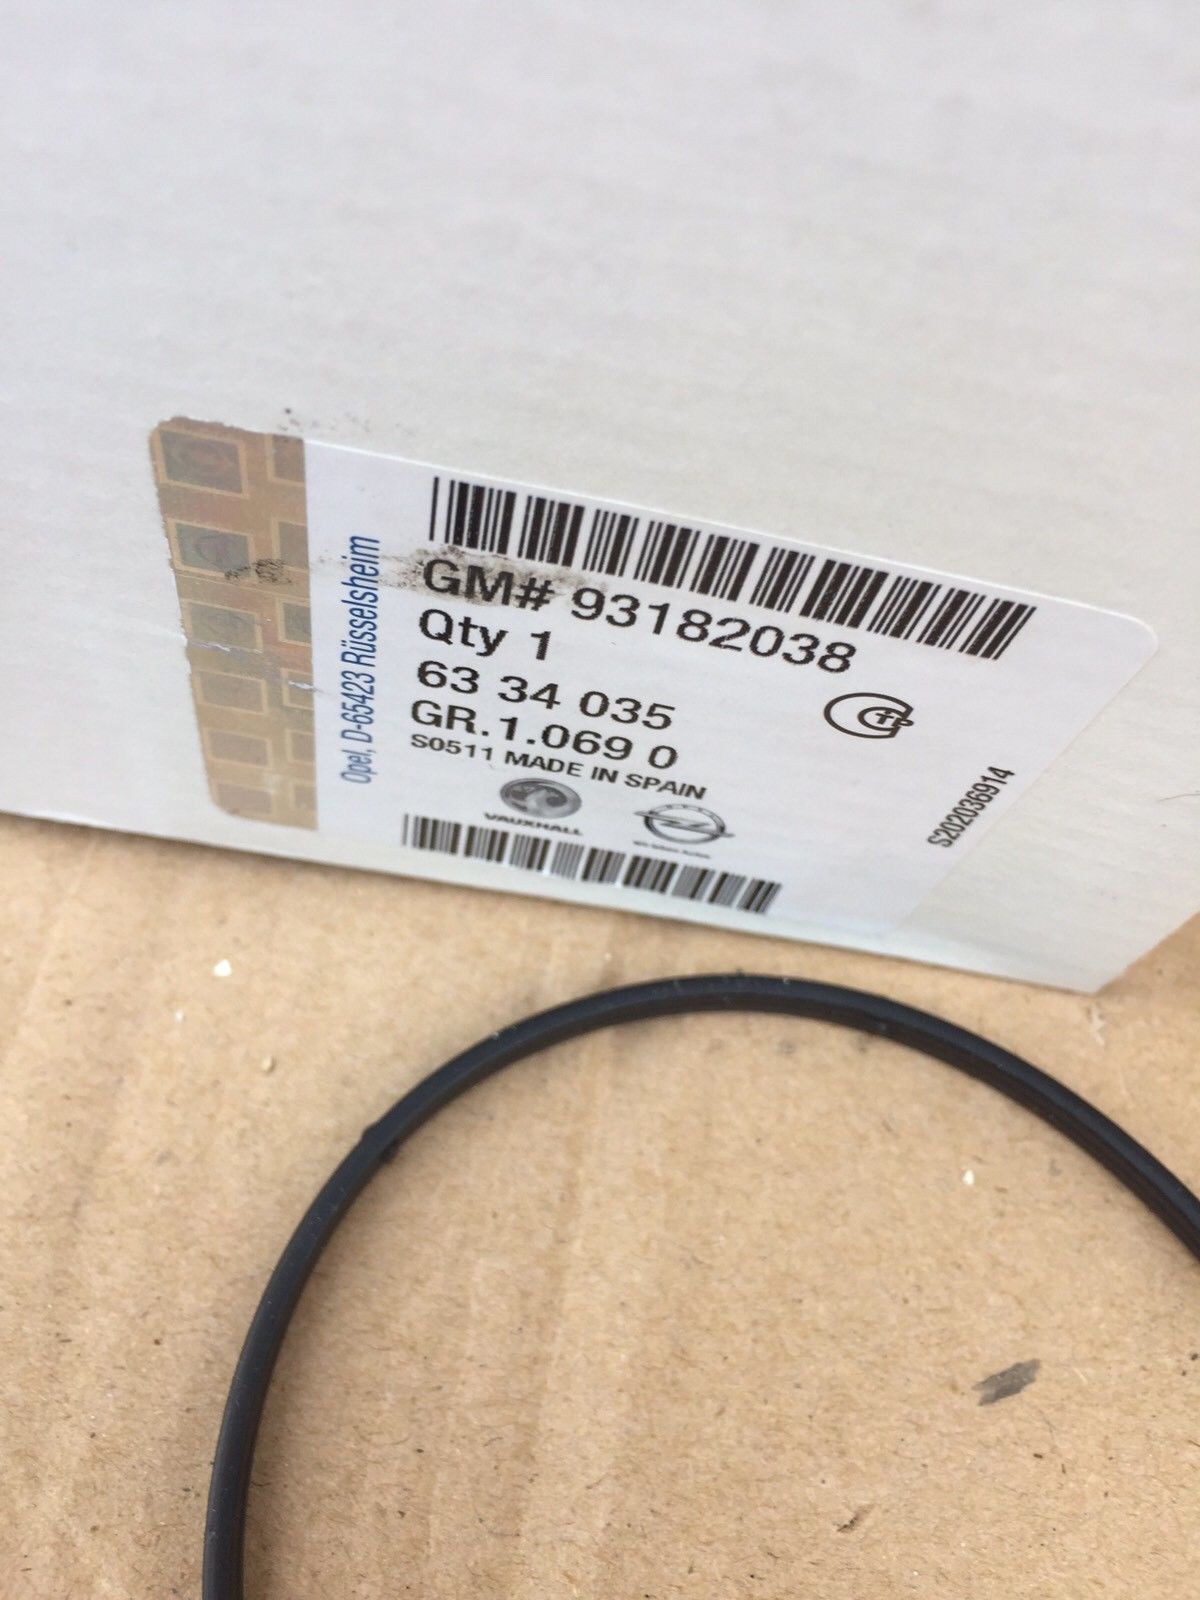 Opel, D-65423 Rüsselsheim
GM# 93182038
Qty 1
63 34 035
GR.1.069 0
S0511 MADE IN SPAIN
VAUXHALL
S202036914